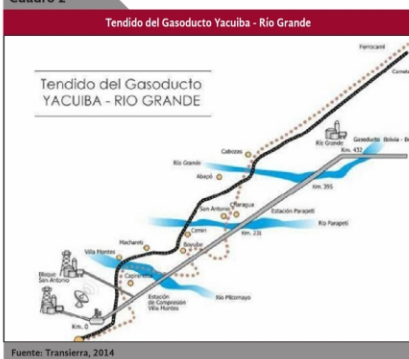 Cuadro 2
Tendido del Gasoducto Yacuiba - Río Grande
Tendido del Gasoducto
YACUIBA - RIO GRANDE
Ferrocarril
Río Grande
Km. 432
Gasoducto Bolivia -
Cabezas
Río Grande
Abapó
Km. 395
San Antonio
Charagua
Estación Parapetí
Río Parapetí
Km. 231
Camiri
Boyuibe
Machareti
Villa Montes
Bloque
San Antonio
Caprendita
Río Pilcomayo
Estación
de Compresión
Villa Montes
Km. 0
Fuente: Transierra, 2014